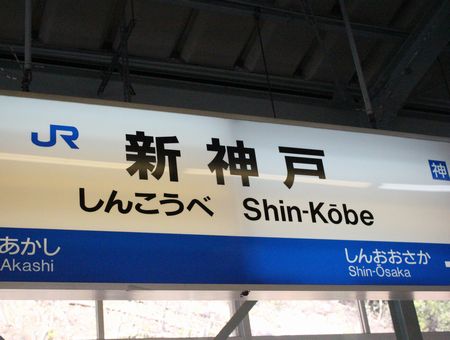 JR 新神戸 神
しんこうべ Shin-Kōbe
あかし しんおおさか
Akashi Shin-Ōsaka